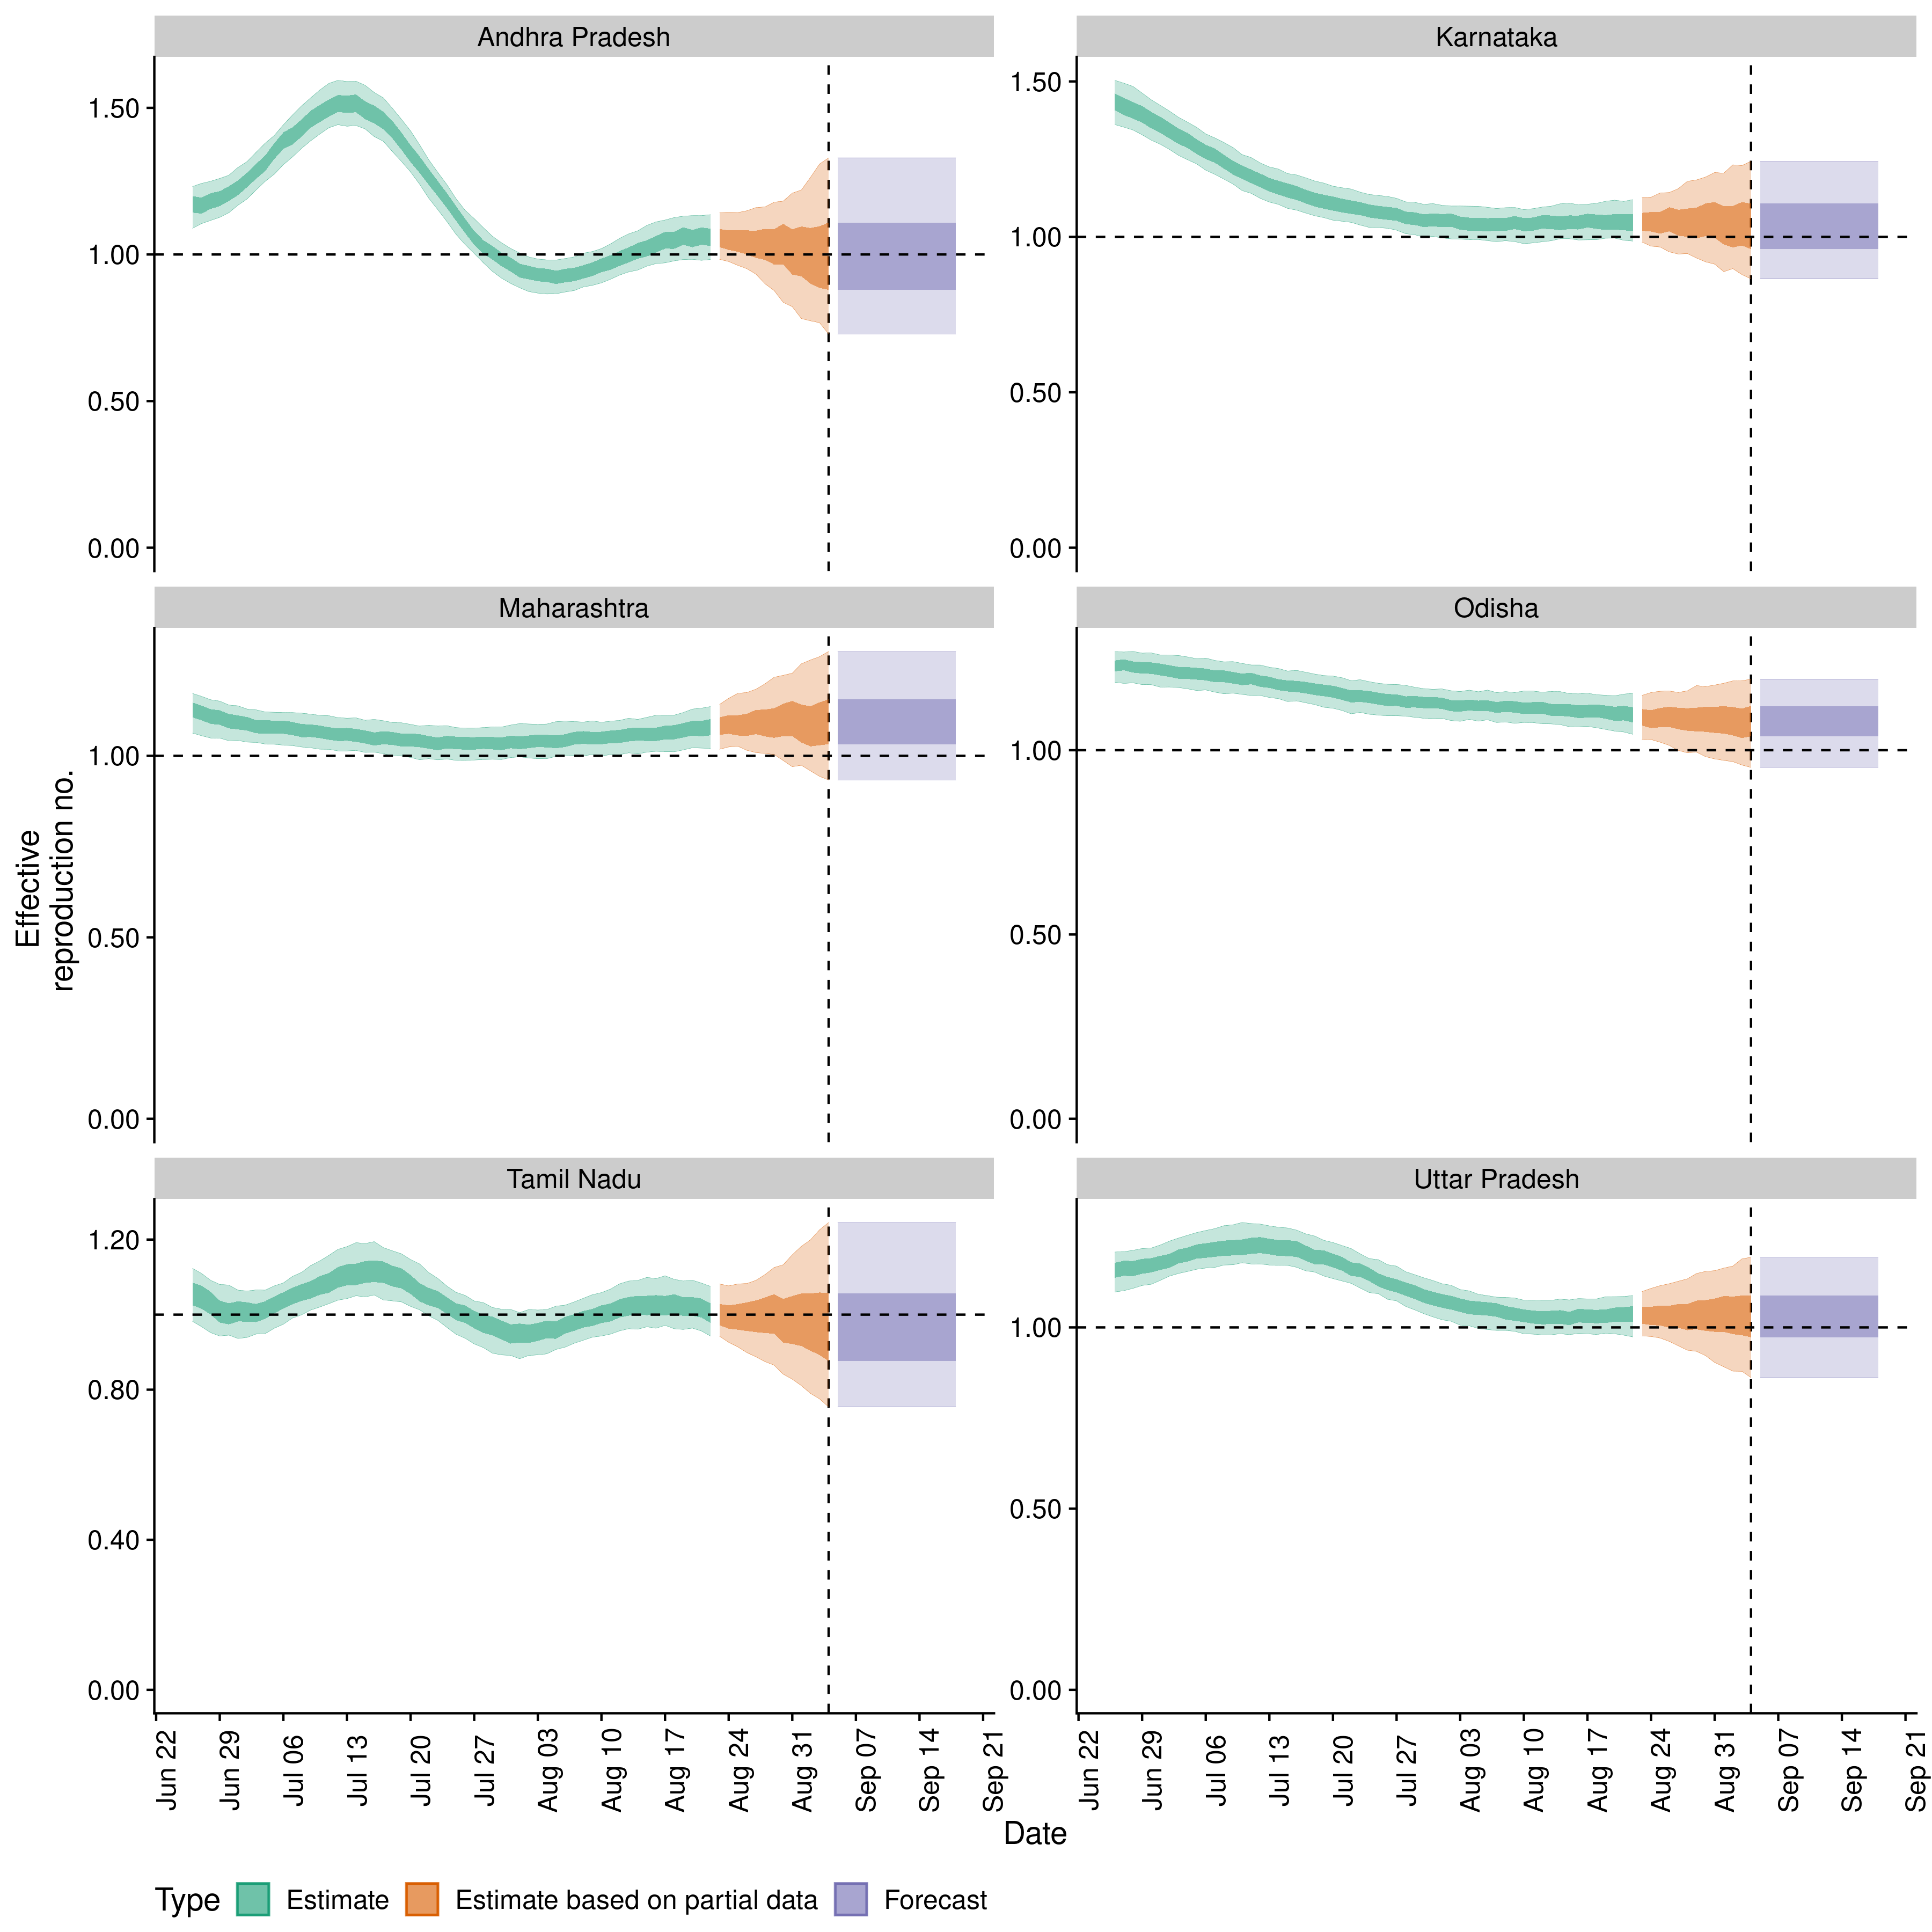 Andhra Pradesh
Karnataka
1.50
1.00
0.50
0.00
1.50
1.00
0.50
0.00
Maharashtra
Odisha
1.00
0.50
0.00
1.00
0.50
0.00
Effective
reproduction no.
Tamil Nadu
Uttar Pradesh
1.20
0.80
0.40
0.00
1.00
0.50
0.00
Jun 22
Jun 29
Jul 06
Jul 13
Jul 20
Jul 27
Aug 03
Aug 10
Aug 17
Aug 24
Aug 31
Sep 07
Sep 14
Sep 21
Jun 22
Jun 29
Jul 06
Jul 13
Jul 20
Jul 27
Aug 03
Aug 10
Aug 17
Aug 24
Aug 31
Sep 07
Sep 14
Sep 21
Date
Type Estimate Estimate based on partial data Forecast